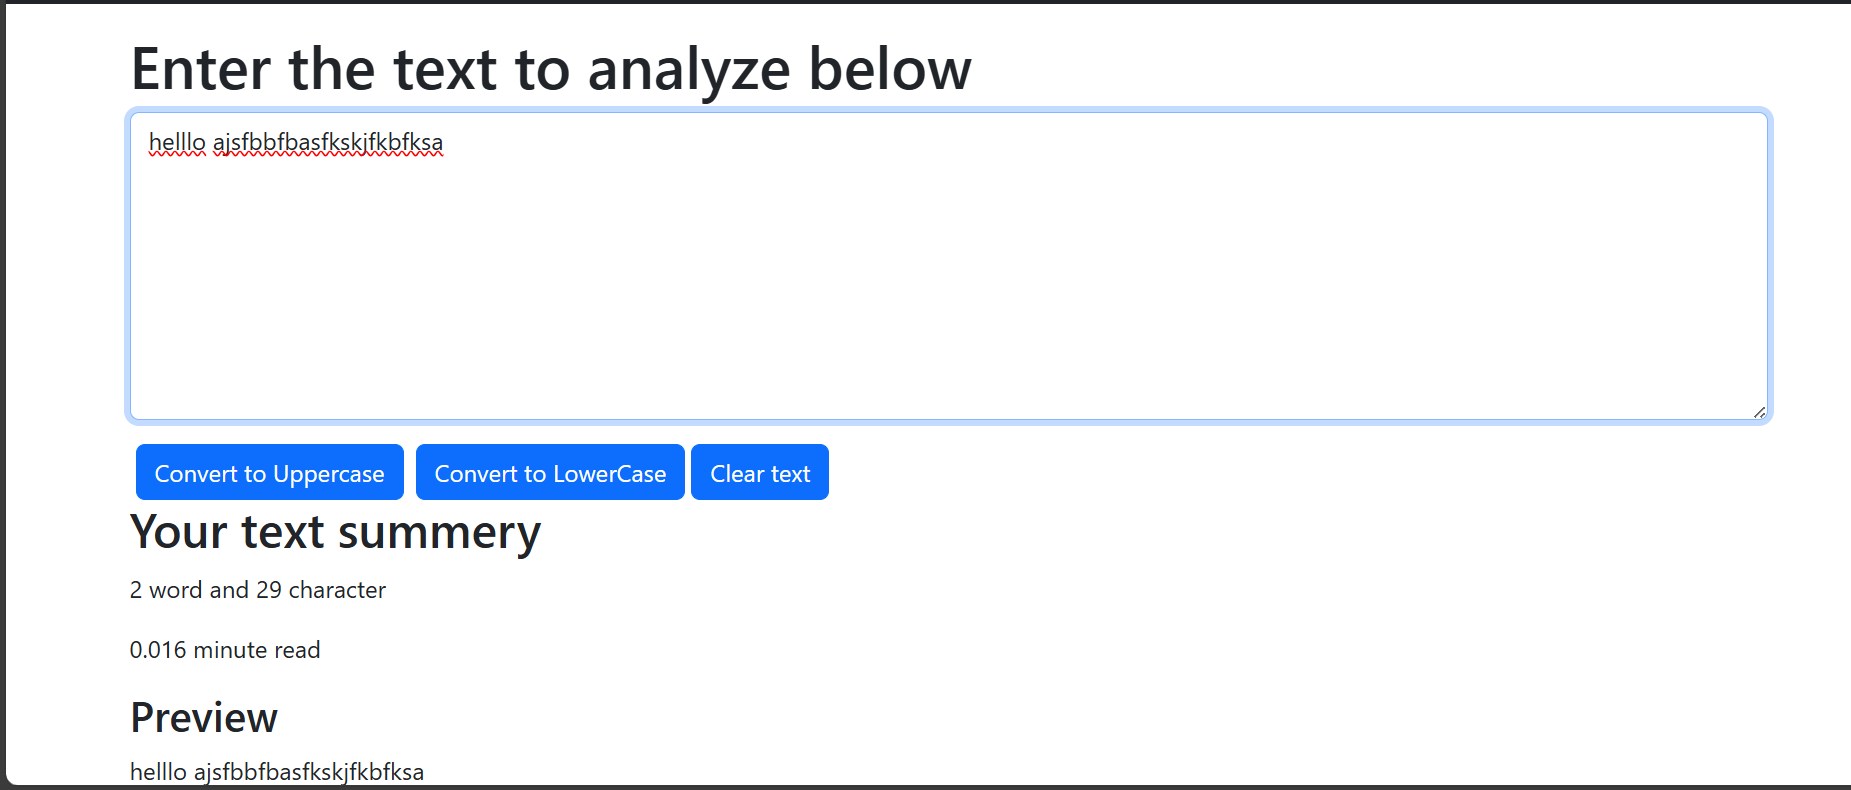 Enter the text to analyze below
helllo ajsfbbfbasfkskjfkbfksa
Convert to Uppercase Convert to LowerCase Clear text
Your text summery
2 word and 29 character
0.016 minute read
Preview
helllo ajsfbbfbasfkskjfkbfksa